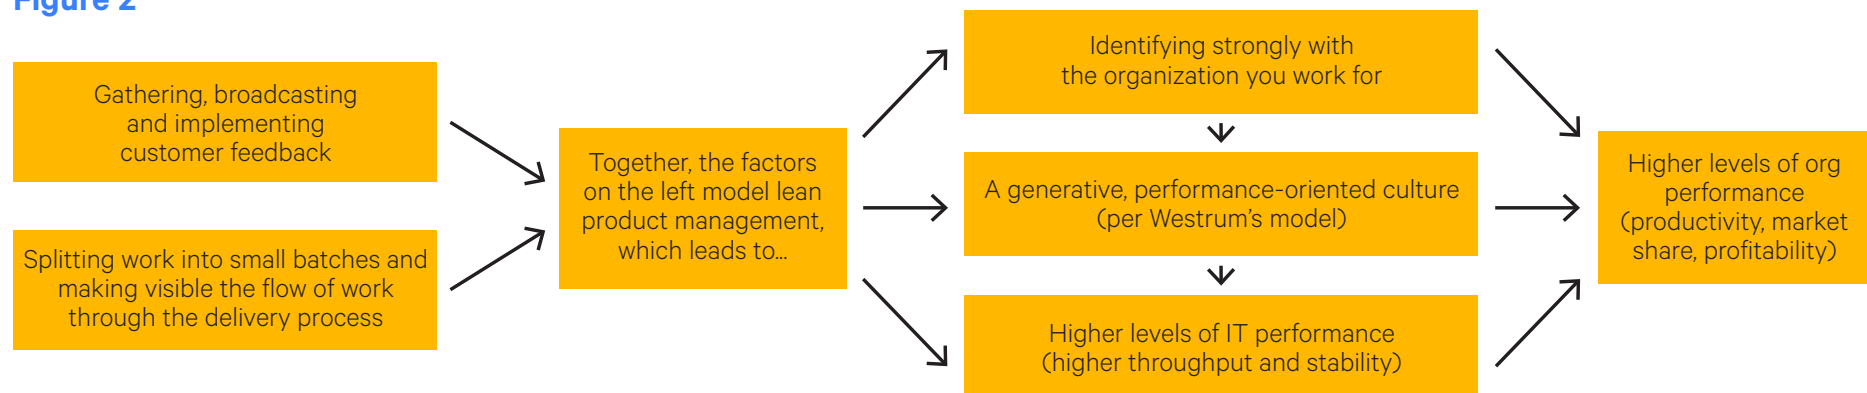 Figure 2
Gathering, broadcasting
and implementing
customer feedback
Splitting work into small batches and
making visible the flow of work
through the delivery process
Together, the factors
on the left model lean
product management,
which leads to...
Identifying strongly with
the organization you work for
A generative, performance-oriented culture
(per Westrum’s model)
Higher levels of IT performance
(higher throughput and stability)
Higher levels of org
performance
(productivity, market
share, profitability)